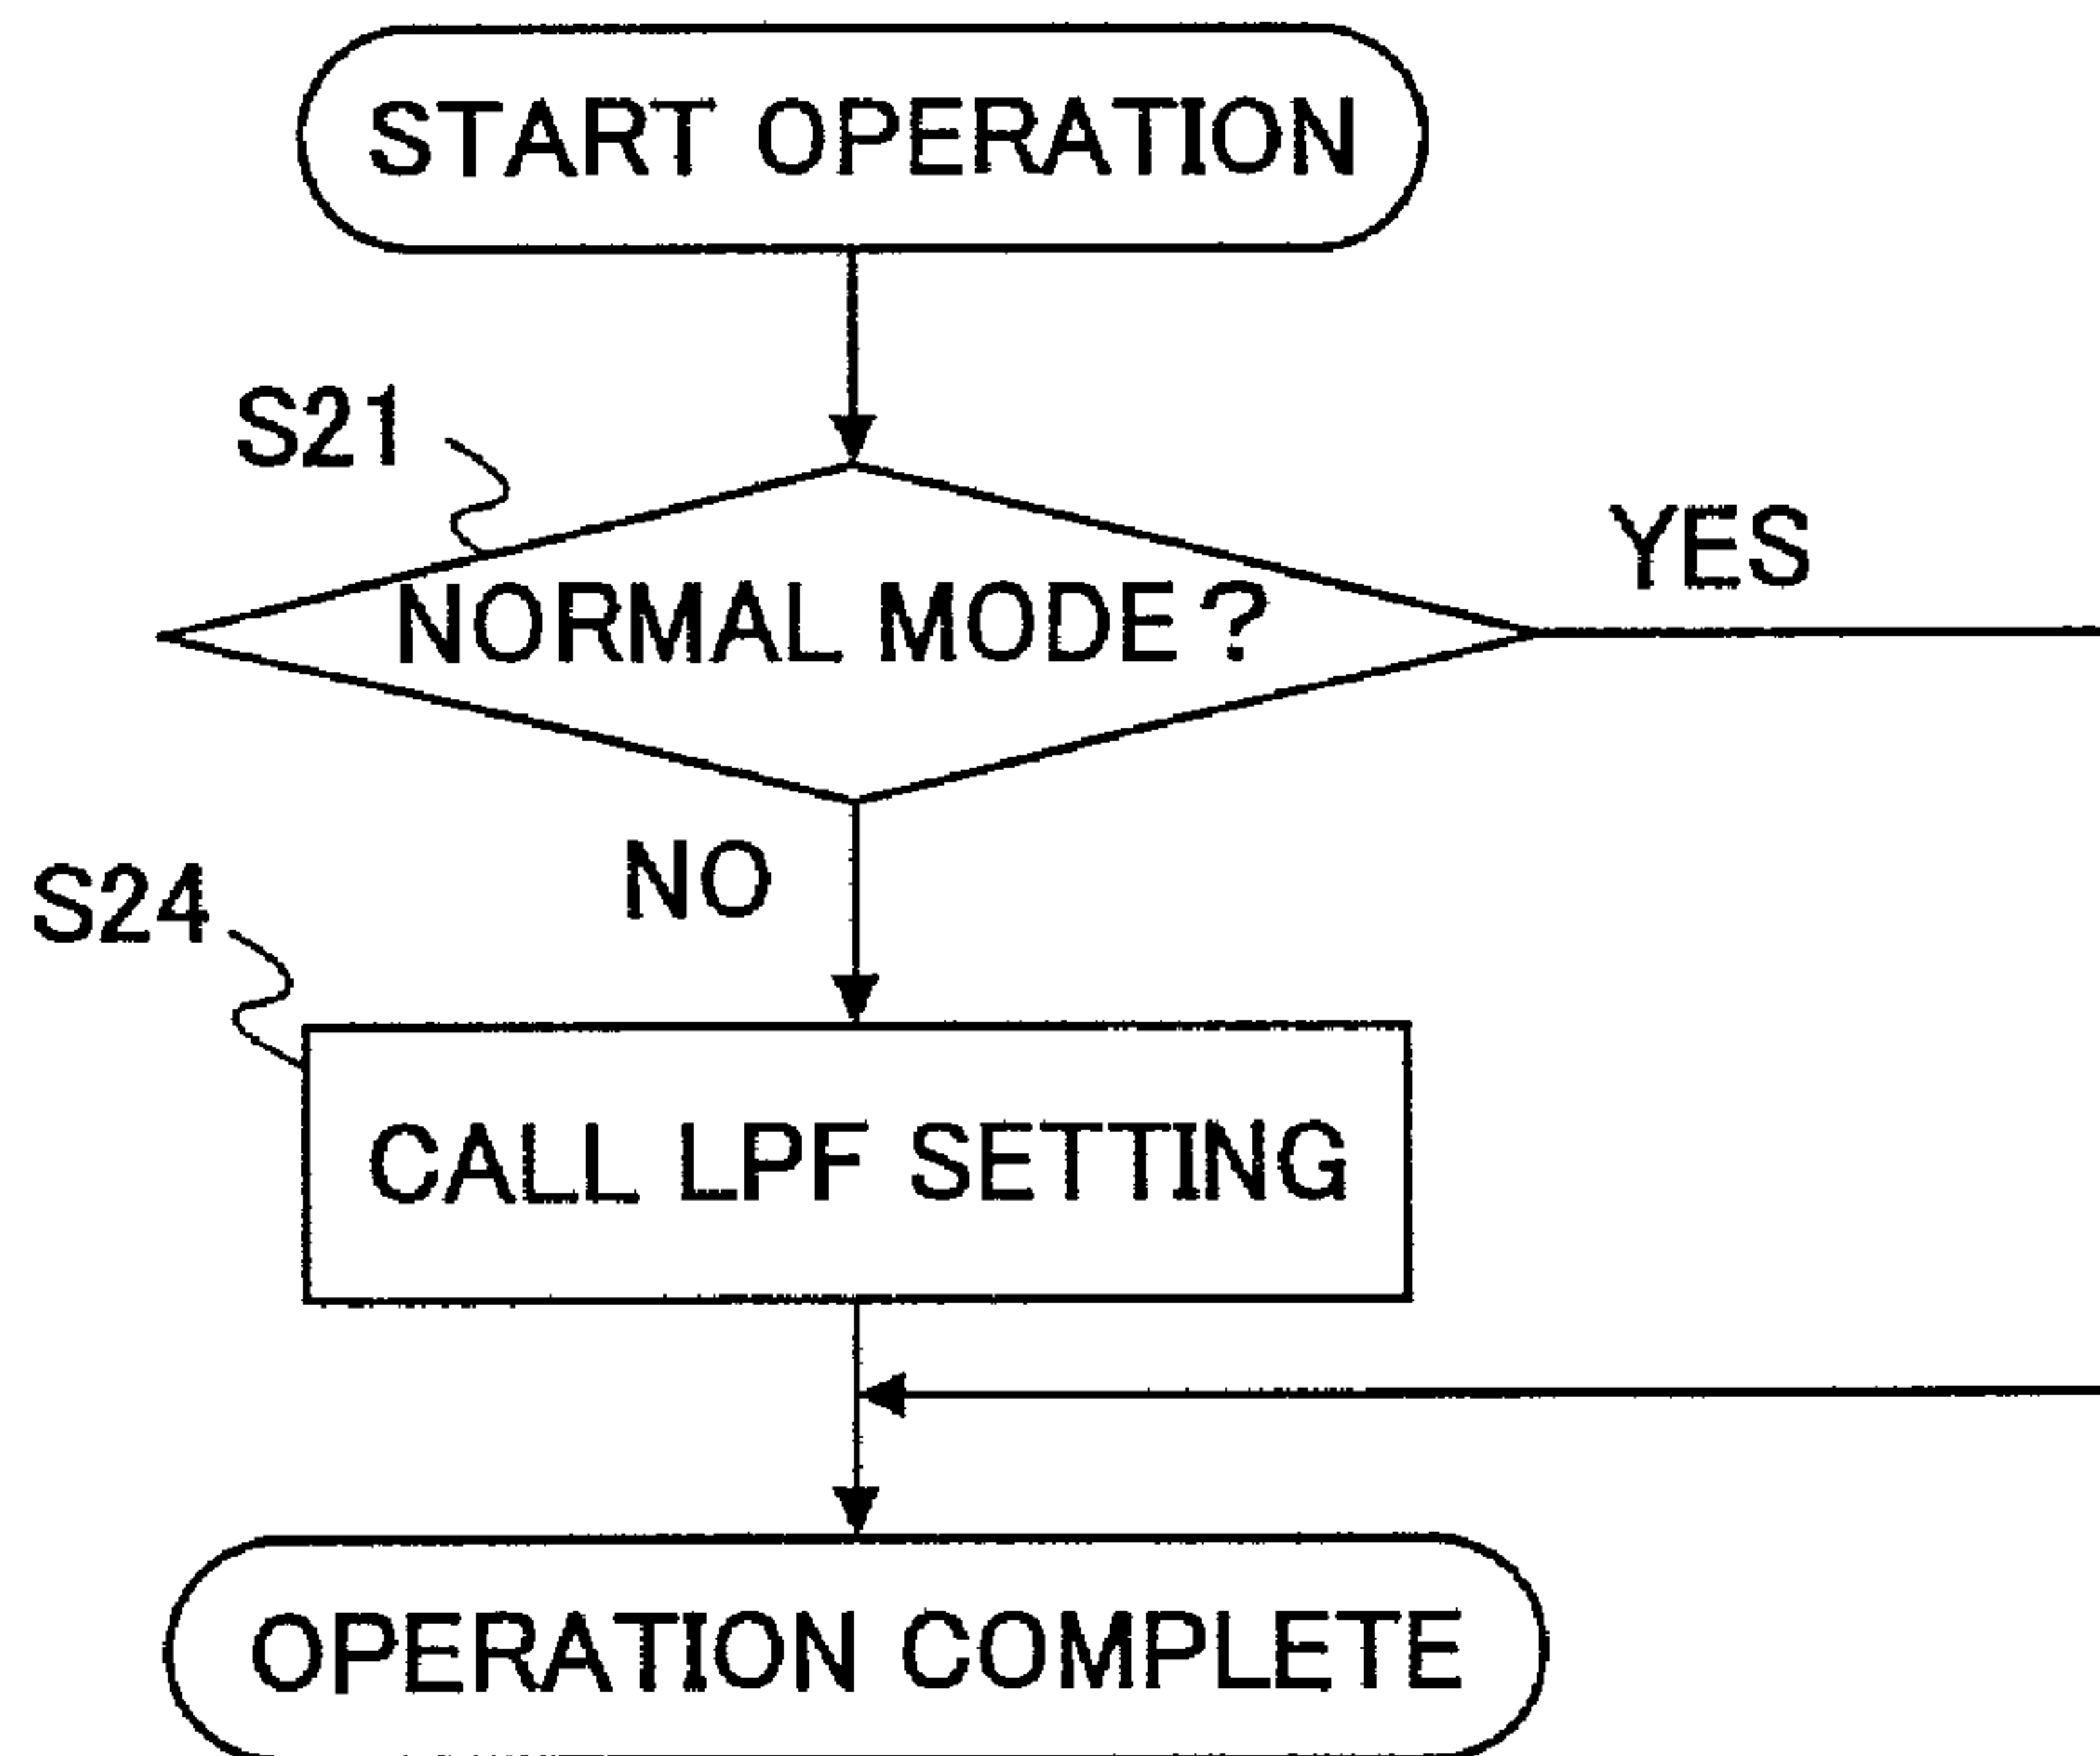 START OPERATION
S21
YES
NORMAL MODE?
NO
S24
CALL LPF SETTING
OPERATION COMPLETE